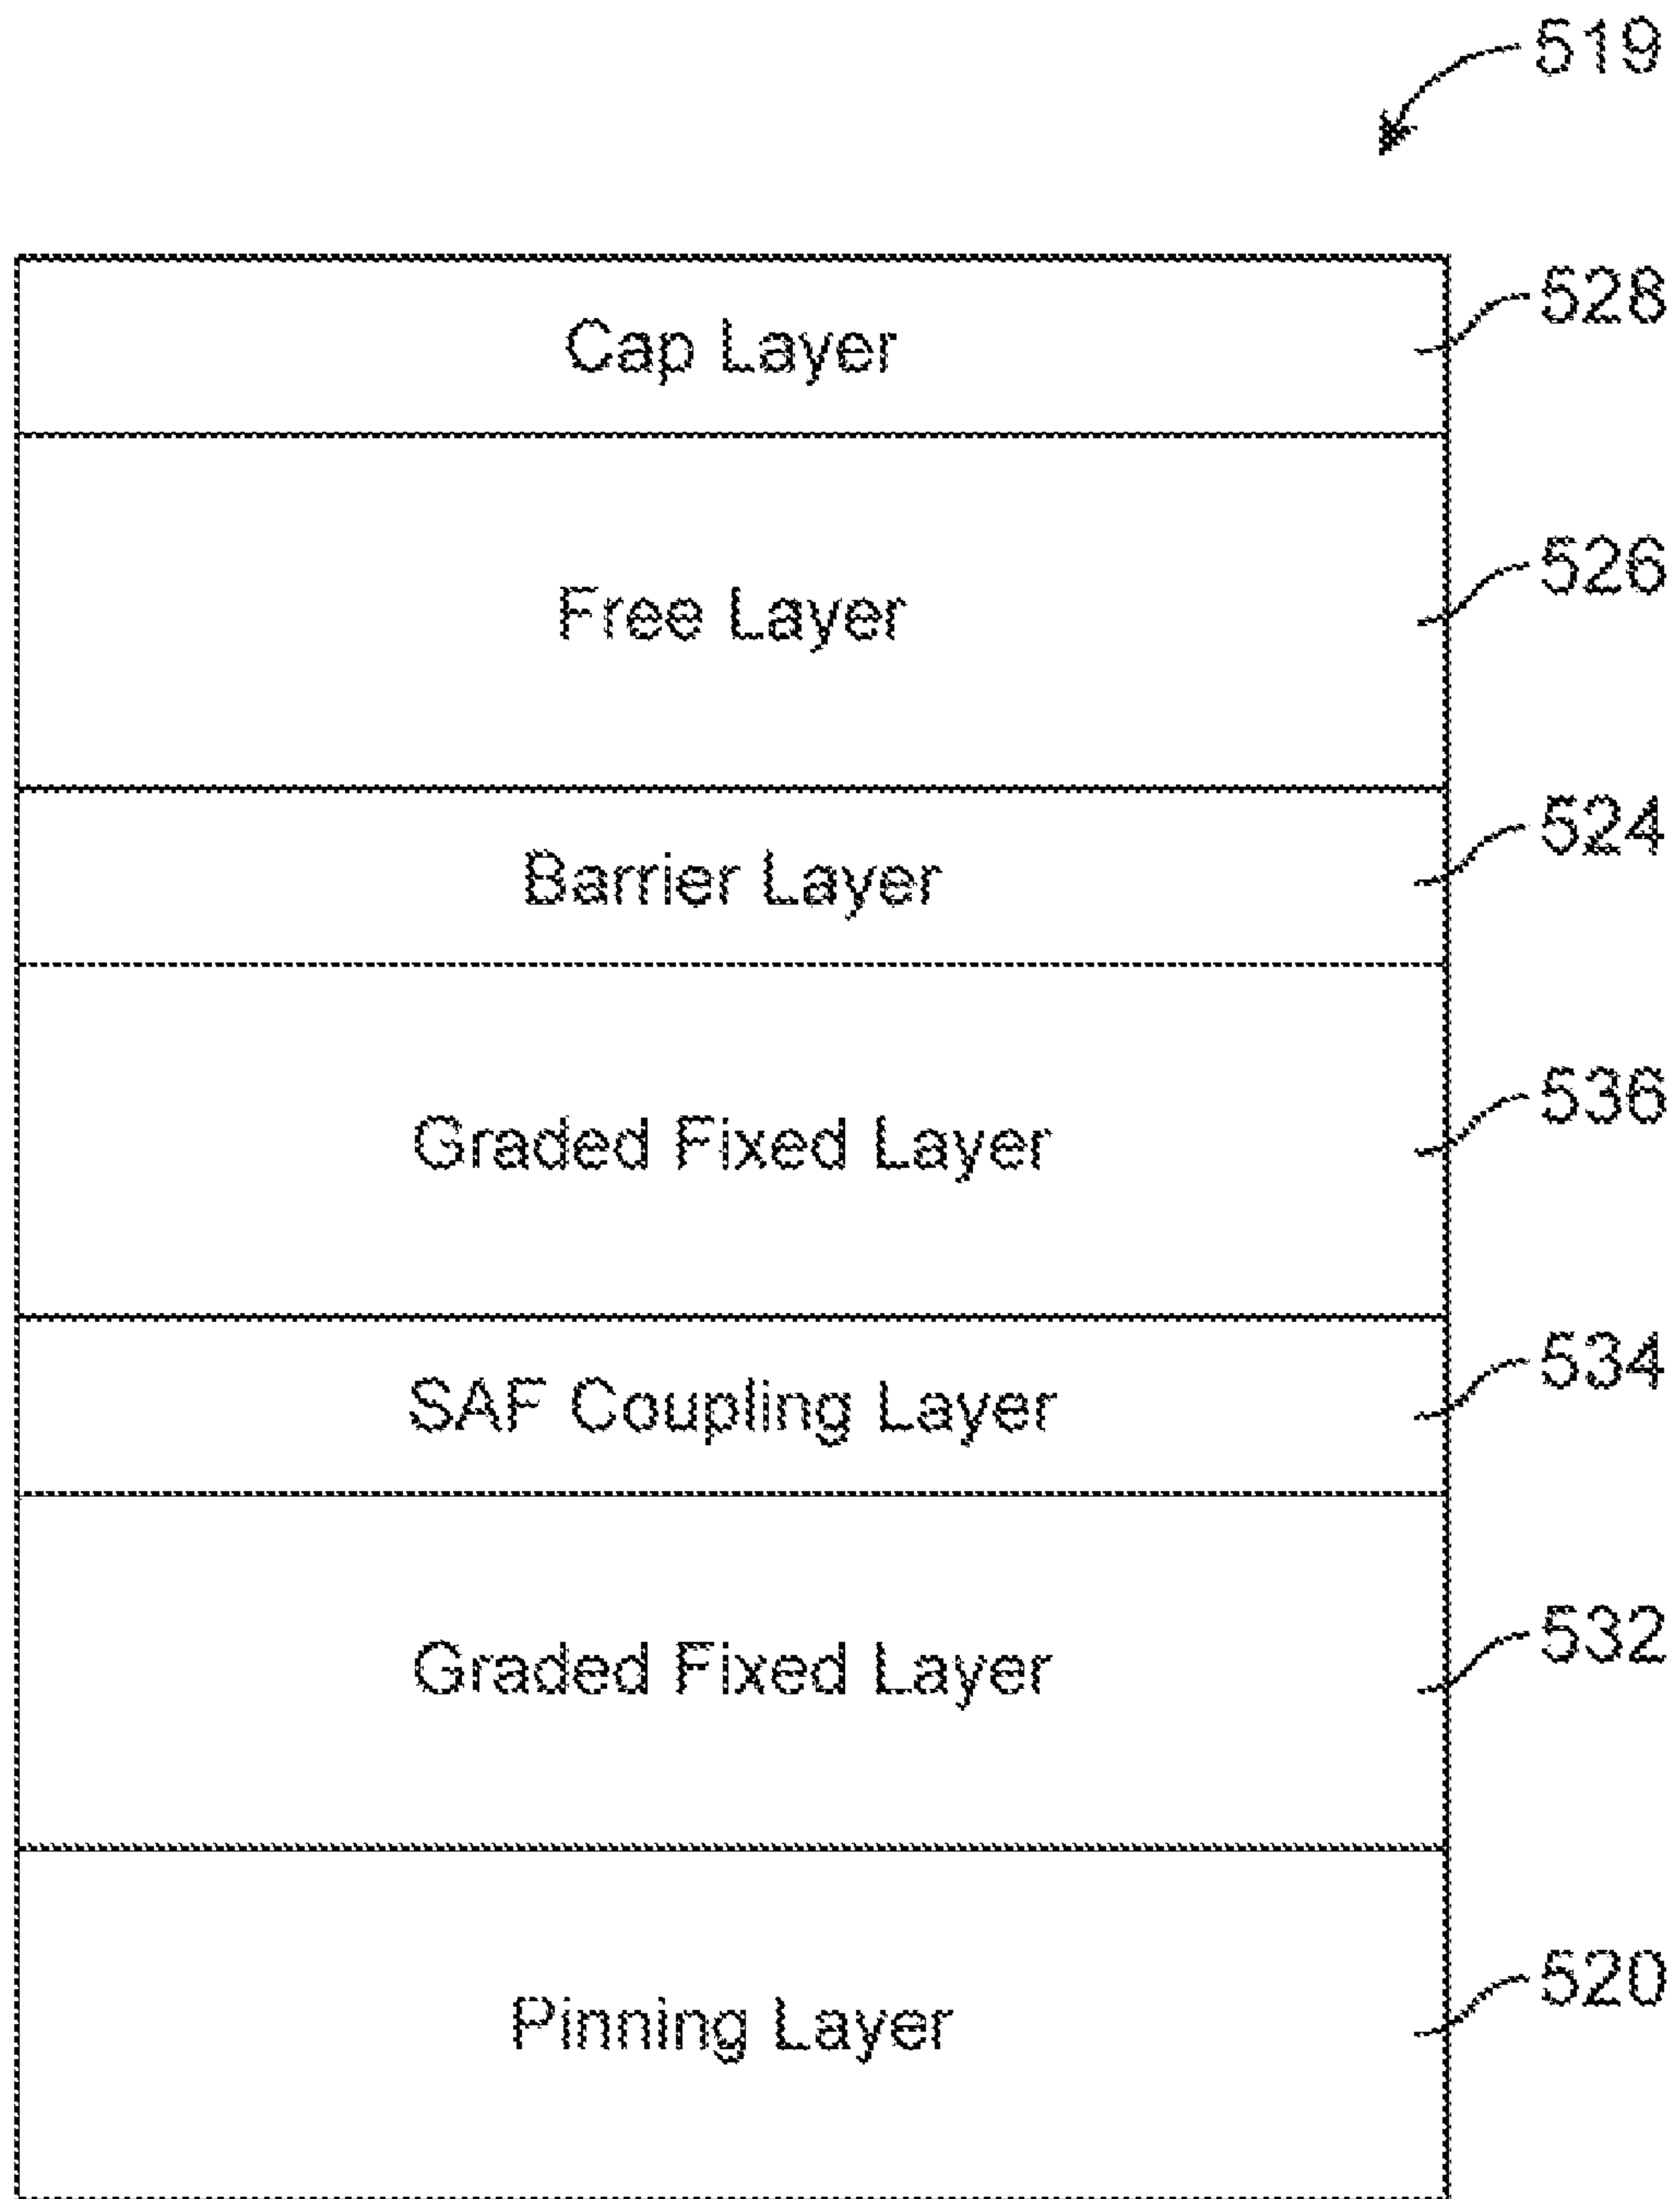 519
Cap Layer 528
Free Layer 526
Barrier Layer 524
Graded Fixed Layer 536
SAF Coupling Layer 534
Graded Fixed Layer 532
Pinning Layer 520